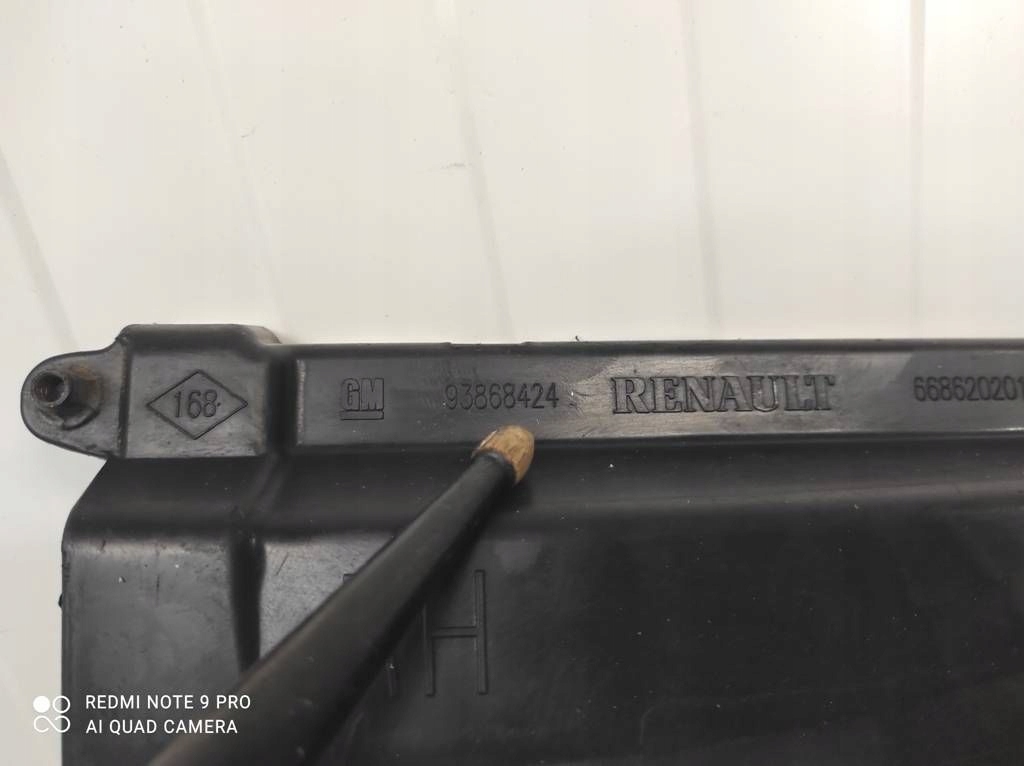 168 GM 93868424 RENAULT 668620201
H
REDMI NOTE 9 PRO
AI QUAD CAMERA